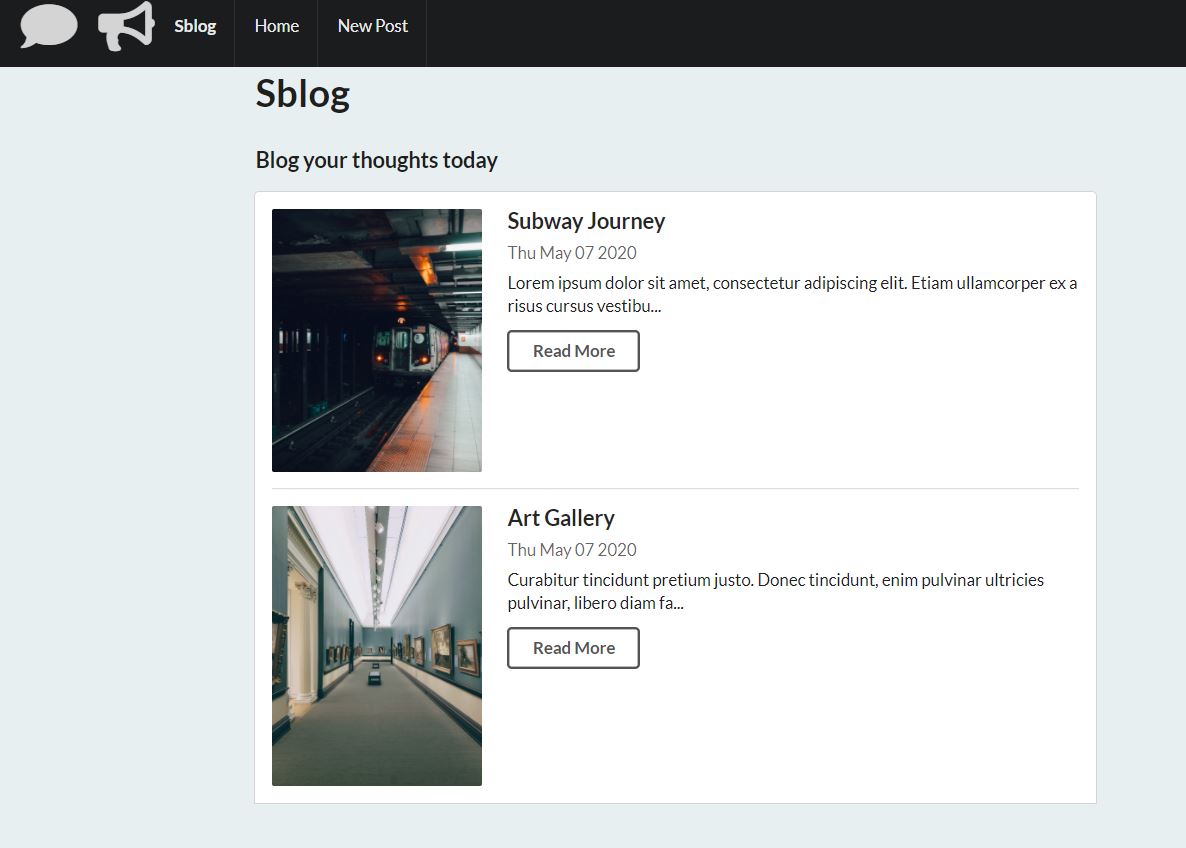 Sblog Home New Post
Sblog
Blog your thoughts today
Subway Journey
Thu May 07 2020
Lorem ipsum dolor sit amet, consectetur adipiscing elit. Etiam ullamcorper ex a
risus cursus vestibu...
Read More
Art Gallery
Thu May 07 2020
Curabitur tincidunt pretium justo. Donec tincidunt, enim pulvinar ultricies
pulvinar, libero diam fa...
Read More